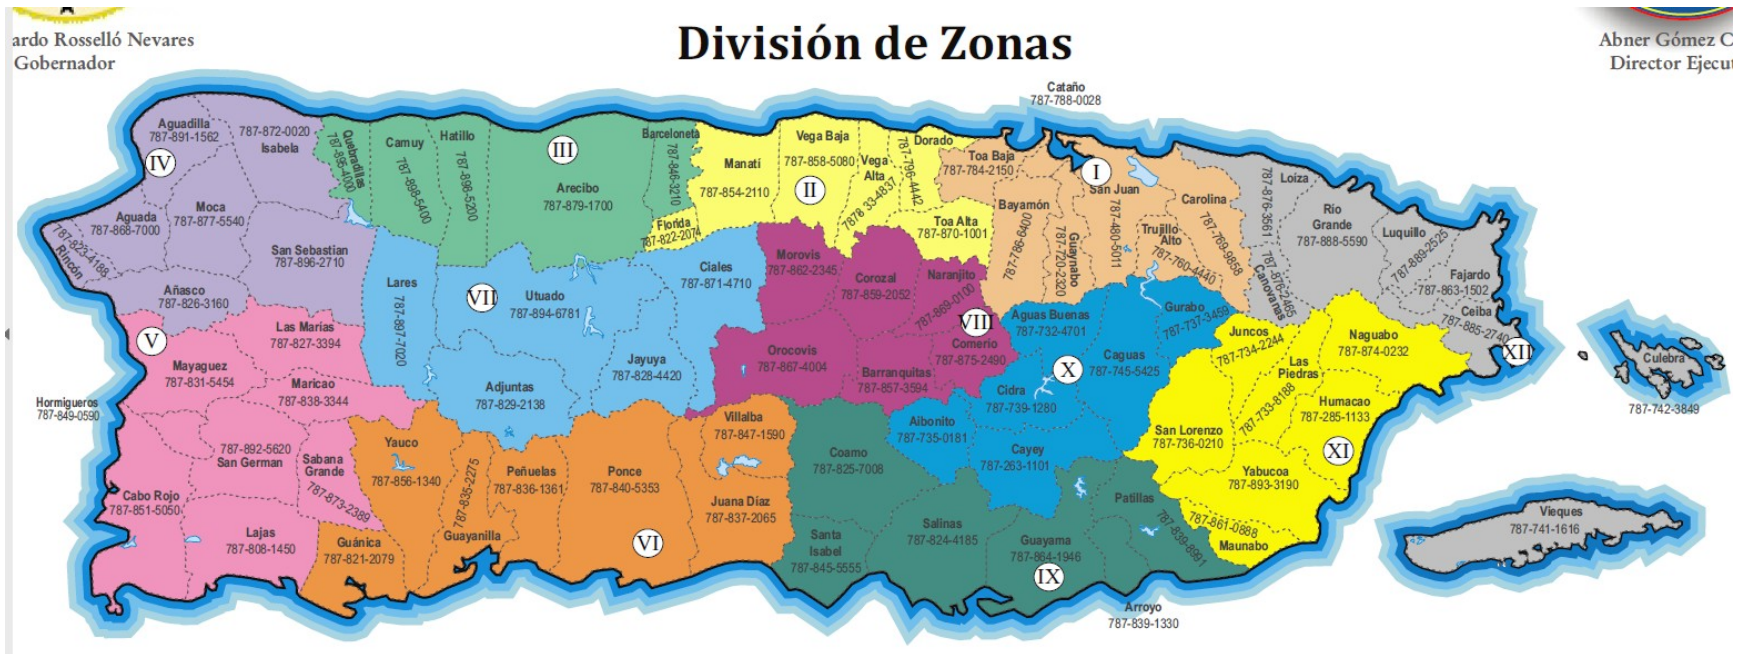 ardo Rosselló Nevares
Gobernador
División de Zonas
Abner Gómez C
Director Ejecut
Cataño
787-788-0028
Aguadilla
787-891-1562
787-872-0020
Isabela
IV
Moca
787-877-5540
Aguada
787-868-7000
787-823-4188
Rincón
San Sebastian
787-896-2710
Añasco
787-826-3160
Quebradillas
787-895-4000
Camuy
787-898-5400
Hatillo
787-898-5200
III
Arecibo
787-879-1700
Barceloneta
787-846-3210
Florida
787-822-2074
Manatí
787-854-2110
Vega Baja
787-858-5080
II
Vega
Alta
7878 33-4837
Dorado
787-796-4442
Toa Alta
787-870-1001
Toa Baja
787-784-2150
I
San Juan
787-480-5011
Bayamón
787-786-6400
Guaynabo
787-720-2320
Trujillo
Alto
787-760-4440
Carolina
787-769-9858
Loíza
787-876-3561
787-876-2465
Canovanas
Río
Grande
787-888-5590
Luquillo
787-889-2525
Fajardo
787-863-1502
Ceiba
787-885-2740
XII
Culebra
787-742-3849
Vieques
787-741-1616
V
Mayaguez
787-831-5454
Las Marías
787-827-3394
Maricao
787-838-3344
Hormigueros
787-849-0590
787-892-5620
San German
Sabana
Grande
787-873-2389
Cabo Rojo
787-851-5050
Lajas
787-808-1450
Lares
787-897-7020
VII
Utuado
787-894-6781
Ciales
787-871-4710
Adjuntas
787-829-2138
Jayuya
787-828-4420
Morovis
787-862-2345
Corozal
787-859-2052
Naranjito
787-869-0100
VIII
Comerío
787-875-2490
Orocovis
787-867-4004
Barranquitas
787-857-3594
Aguas Buenas
787-732-4701
Gurabo
787-737-3459
Caguas
787-745-5425
X
Cidra
787-739-1280
Aibonito
787-735-0181
Cayey
787-263-1101
Juncos
787-734-2244
Las
Piedras
787-733-8188
Naguabo
787-874-0232
Humacao
787-285-1133
San Lorenzo
787-736-0210
XI
Yabucoa
787-893-3190
787-861-0888
Maunabo
Yauco
787-856-1340
Guánica
787-821-2079
787-835-2275
Guayanilla
Peñuelas
787-836-1361
Ponce
787-840-5353
VI
Villalba
787-847-1590
Juana Díaz
787-837-2065
Coamo
787-825-7008
Santa
Isabel
787-845-5555
Salinas
787-824-4185
Guayama
787-864-1946
IX
Patillas
787-839-8991
Arroyo
787-839-1330